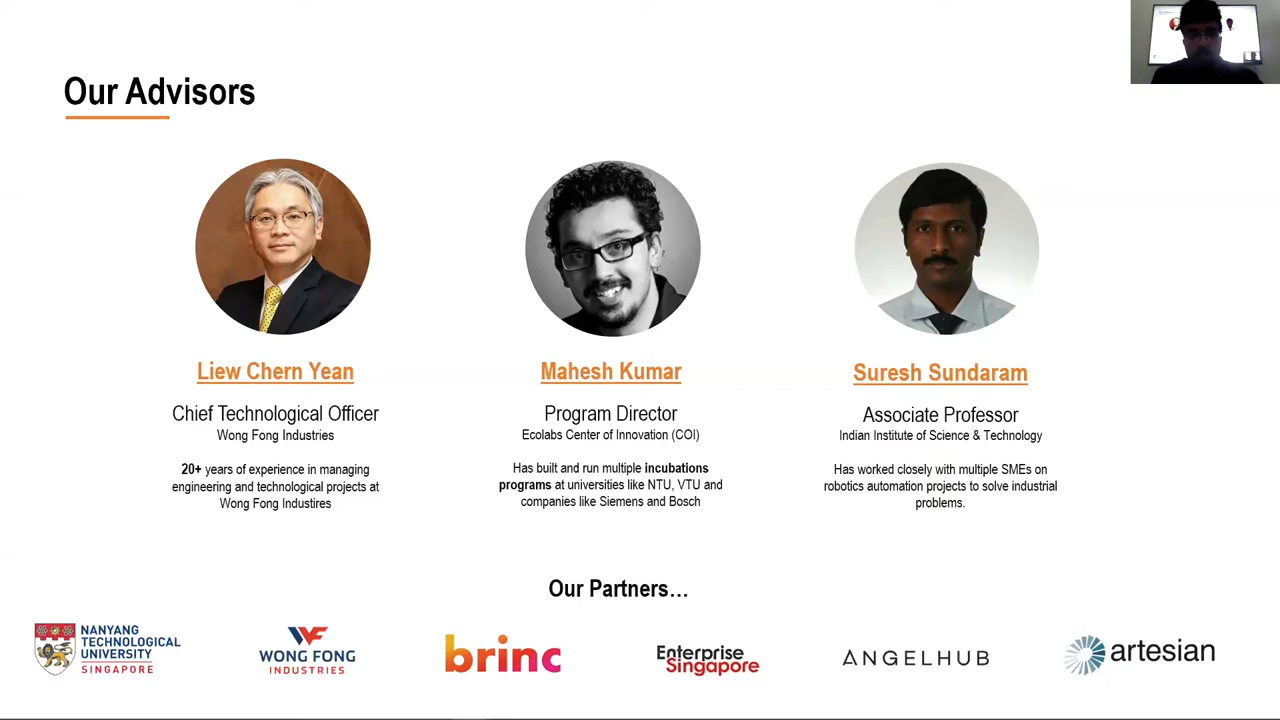 Our Advisors
Liew Chern Yean
Chief Technological Officer
Wong Fong Industries
20+ years of experience in managing
engineering and technological projects at
Wong Fong Industires
Mahesh Kumar
Program Director
Ecolabs Center of Innovation (COI)
Has built and run multiple incubations
programs at universities like NTU, VTU and
companies like Siemens and Bosch
Suresh Sundaram
Associate Professor
Indian Institute of Science & Technology
Has worked closely with multiple SMEs on
robotics automation projects to solve industrial
problems.
Our Partners...
NANYANG
TECHNOLOGICAL
UNIVERSITY
SINGAPORE
WONG FONG
INDUSTRIES
brinc
Enterprise
Singapore
ANGELHUB
artesian